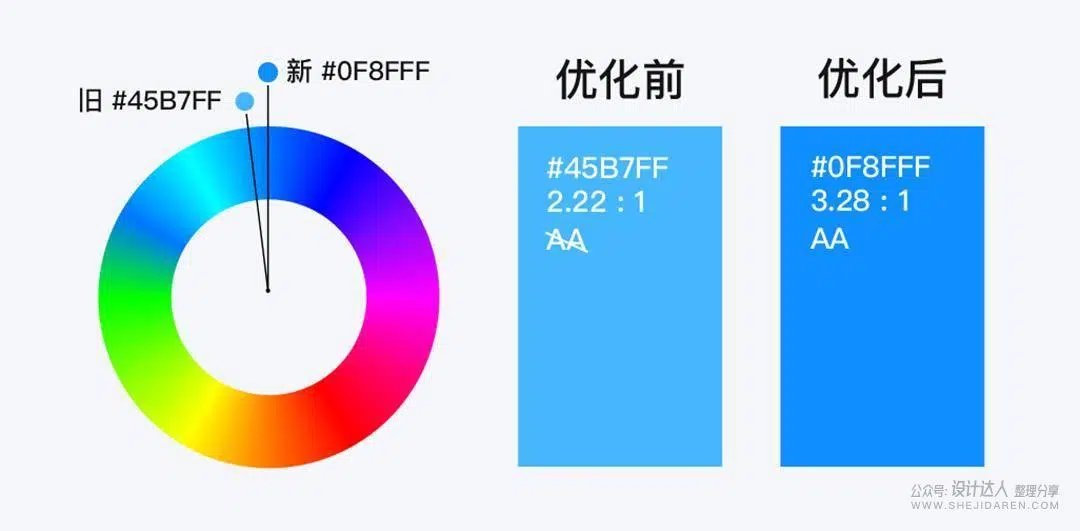 新 #0F8FFF
旧 #45B7FF
优化前
#45B7FF
2.22 : 1
AA
优化后
#0F8FFF
3.28 : 1
AA
公众号: 设计达人 整理分享
WWW.SHEJIDAREN.COM